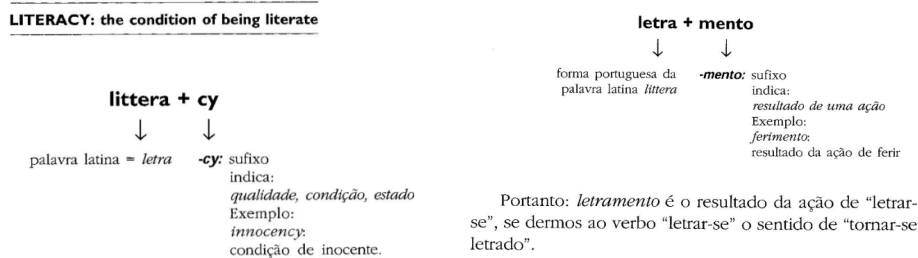 LITERACY: the condition of being literate
littera + cy
↓ ↓
palavra latina = letra -cy: sufixo
indica:
qualidade, condição, estado
Exemplo:
innocency:
condição de inocente.
letra + mento
↓ ↓
forma portuguesa da -mento: sufixo
palavra latina littera indica:
resultado de uma ação
Exemplo:
ferimento:
resultado da ação de ferir
Portanto: letramento é o resultado da ação de “letrar-
se”, se dermos ao verbo “letrar-se” o sentido de “tornar-se
letrado”.